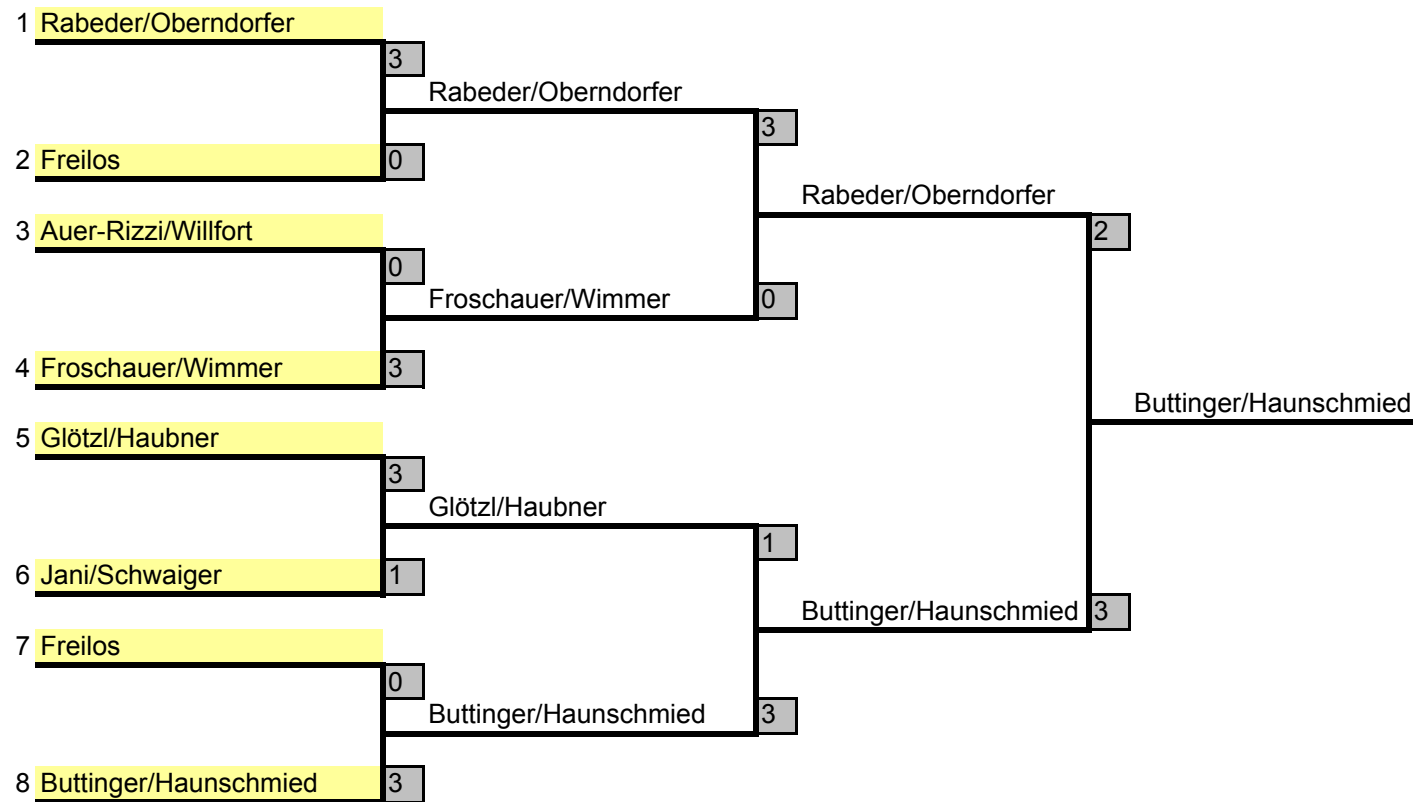 1 Rabeder/Oberndorfer
3
Rabeder/Oberndorfer
3
2 Freilos
0
Rabeder/Oberndorfer
2
3 Auer-Rizzi/Willfort
0
Froschauer/Wimmer
0
4 Froschauer/Wimmer
3
Buttinger/Haunschmied
5 Glötzl/Haubner
3
Glötzl/Haubner
1
6 Jani/Schwaiger
1
Buttinger/Haunschmied
3
7 Freilos
0
Buttinger/Haunschmied
3
8 Buttinger/Haunschmied
3